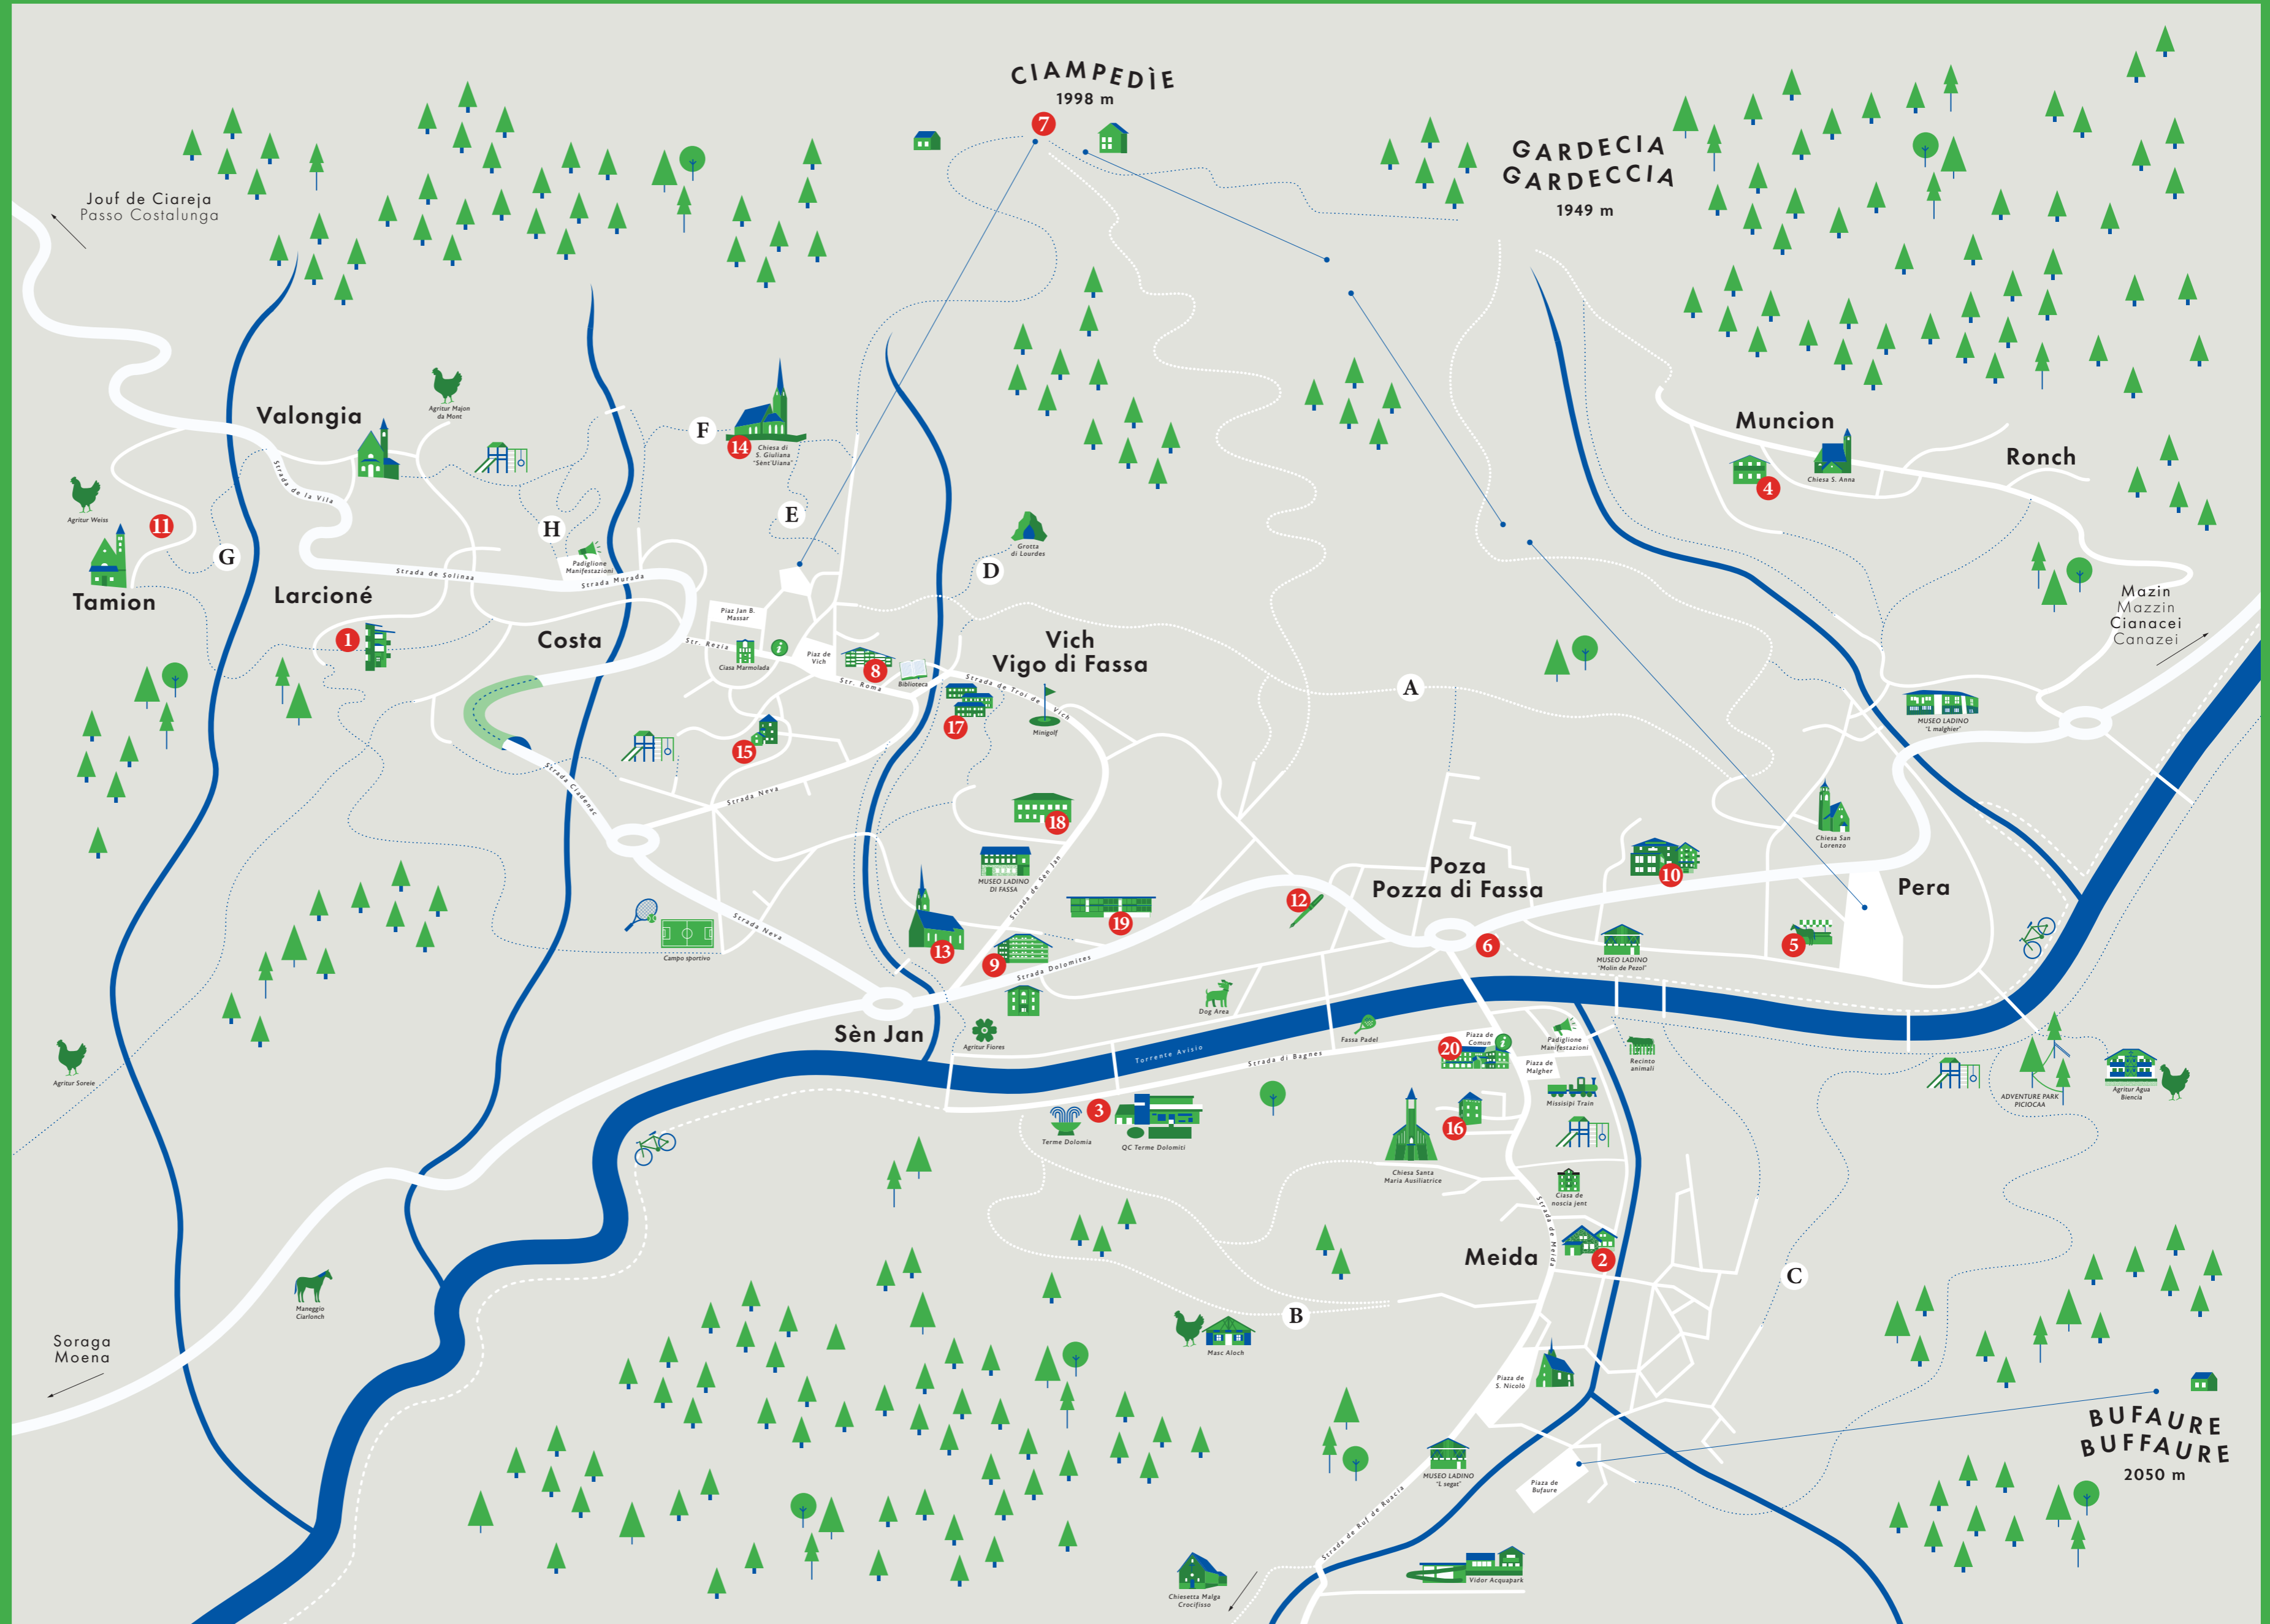 CIAMPEDÌE
1998 m
7
GARDECIA
GARDECCIA
1949 m
Jouf de Ciareja
Passo Costalunga
Agritur Majon
da Mont
Valongia
F
14
Chiesa di
S. Giuliana
"Sènt'Uiana"
Muncion
Ronch
4
Chiesa S. Anna
Strada de la Vila
Agritur Weiss
11
G
H
E
D
Grotta
di Lourdes
Padiglione
Manifestazioni
Strada de Solinaa
Strada Murada
Tamion
Larcioné
1
Costa
Piaz Jan B.
Massar
Str. Rezia
Ciasa Marmolada
i
Piaz de
Vich
8
Str. Roma
Biblioteca
Vich
Vigo di Fassa
Strada de Troi de Vich
Mazin
Mazzin
Cianacei
Canazei
A
17
Minigolf
15
MUSEO LADINO
"L malghier"
Strada Ciadenac
Strada Neva
18
Chiesa San
Lorenzo
MUSEO LADINO
DI FASSA
Strada de Sèn Jan
Poza
Pozza di Fassa
10
Pera
12
19
Strada Neva
Campo sportivo
13
9
Strada Dolomites
6
MUSEO LADINO
"Molin de Pezol"
5
Sèn Jan
Agritur Fiores
Dog Area
Fassa Padel
Torrente Avisio
Strada di Bagnes
20
Piaza de
Comun
i
Padiglione
Manifestazioni
Piaza de
Malgher
Recinto
animali
Agritur Soreie
Missisipi Train
ADVENTURE PARK
PICIOCAA
Agritur Agua
Biencia
Terme Dolomia
3
QC Terme Dolomiti
16
Chiesa Santa
Maria Ausiliatrice
Ciasa de
noscia jent
Strada de Meida
Meida
2
C
Maneggio
Ciarlonch
B
Masc Aloch
Soraga
Moena
Piaza de
S. Nicolò
BUFAURE
BUFFAURE
2050 m
MUSEO LADINO
"L segat"
Piaza de
Bufaure
Strada de Ruf de Ruacia
Chiesetta Malga
Crocifisso
Vidor Acquapark